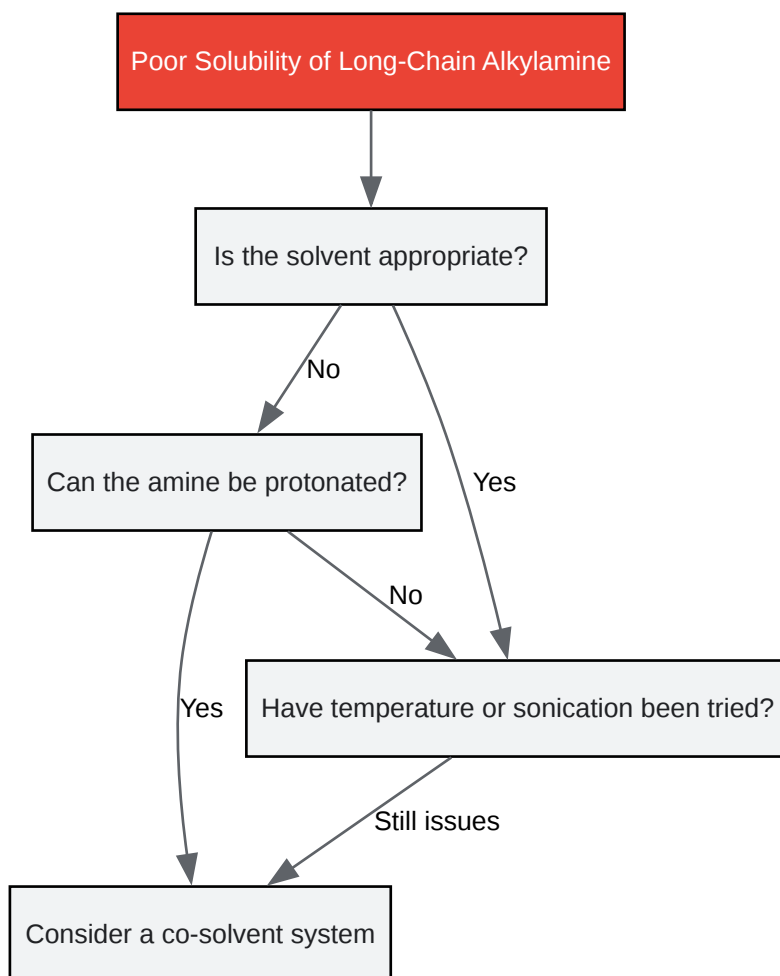 Poor Solubility of Long-Chain Alkylamine
Is the solvent appropriate?
No
Can the amine be protonated?
Yes
No
Yes
Have temperature or sonication been tried?
Still issues
Consider a co-solvent system